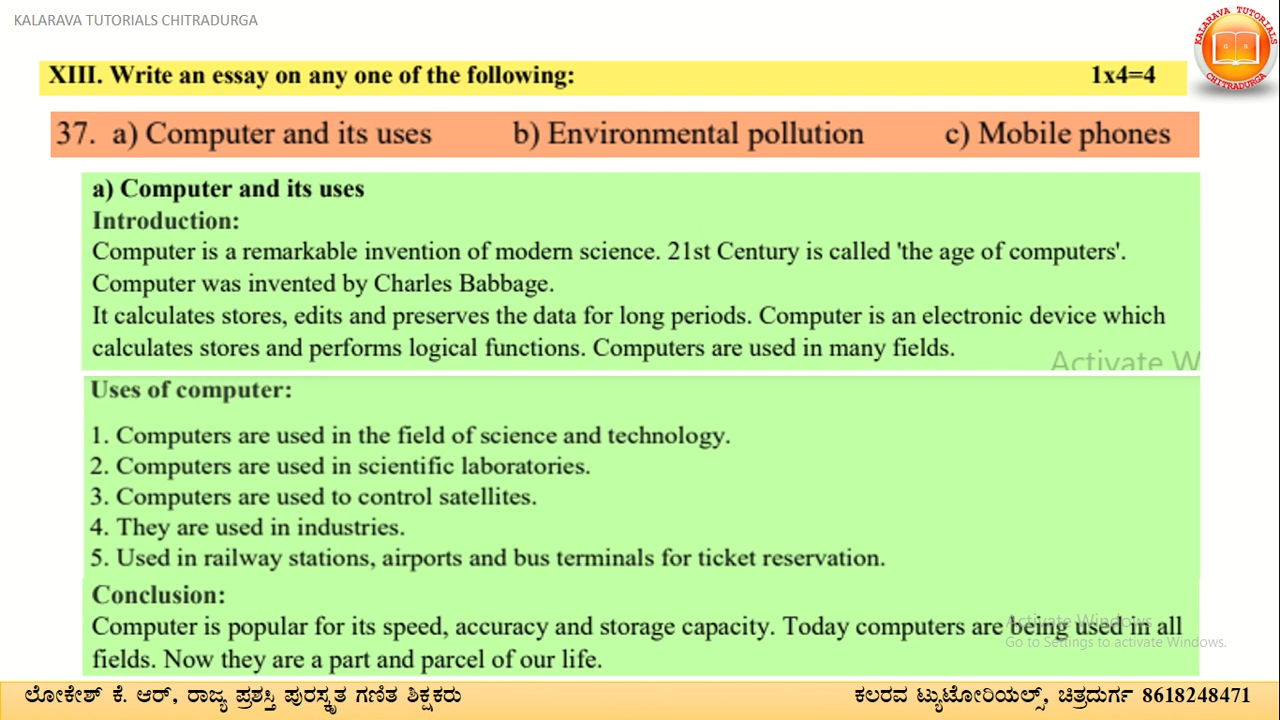 KALARAVA TUTORIALS CHITRADURGA
KALARAVA TUTORIALS
CHITRADURGA
XIII. Write an essay on any one of the following: 1x4=4
37. a) Computer and its uses b) Environmental pollution c) Mobile phones
a) Computer and its uses
Introduction:
Computer is a remarkable invention of modern science. 21st Century is called 'the age of computers'.
Computer was invented by Charles Babbage.
It calculates stores, edits and preserves the data for long periods. Computer is an electronic device which
calculates stores and performs logical functions. Computers are used in many fields.
Activate W
Uses of computer:
1. Computers are used in the field of science and technology.
2. Computers are used in scientific laboratories.
3. Computers are used to control satellites.
4. They are used in industries.
5. Used in railway stations, airports and bus terminals for ticket reservation.
Conclusion:
Computer is popular for its speed, accuracy and storage capacity. Today computers are being used in all
fields. Now they are a part and parcel of our life.
Activate Windows
Go to Settings to activate Windows.
ಲೋಕೇಶ್ ಕೆ. ಆರ್, ರಾಜ್ಯ ಪ್ರಶಸ್ತಿ ಪುರಸ್ಕೃತ ಗಣಿತ ಶಿಕ್ಷಕರು ಕಲರವ ಟ್ಯುಟೋರಿಯಲ್ಸ್, ಚಿತ್ರದುರ್ಗ 8618248471